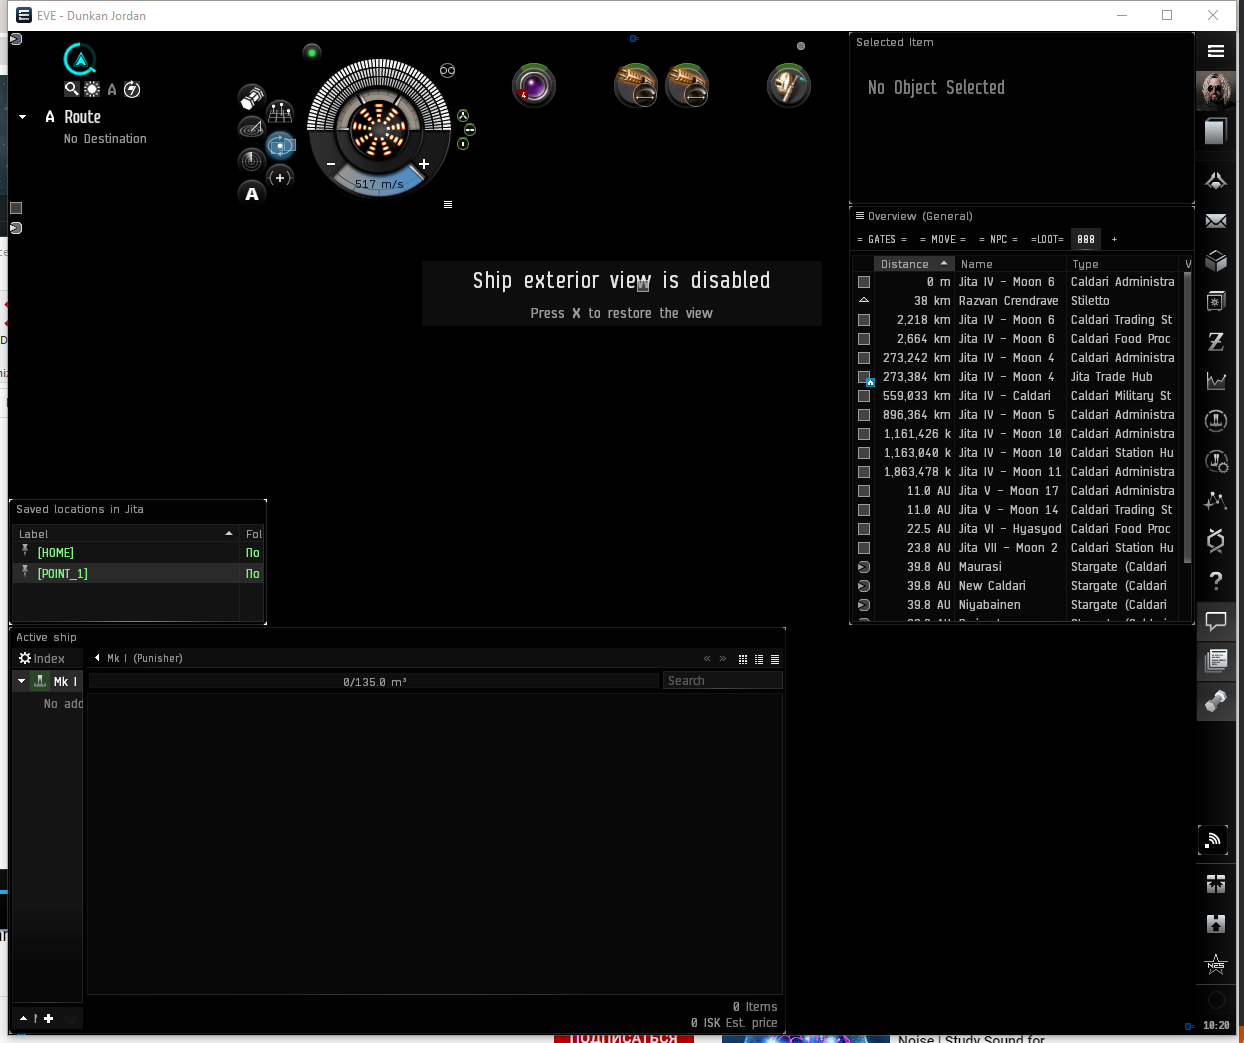 EVE - Dunkan Jordan
Route
No Destination
A
517 m/s
4
Ship exterior view is disabled
Press X to restore the view
Selected Item
No Object Selected
Overview (General)
= GATES = = MOVE = = NPC = =LOOT= 888 +
Distance Name Type V
0 m Jita IV - Moon 6 Caldari Administra
38 km Razvan Crendrave Stiletto
2,218 km Jita IV - Moon 6 Caldari Trading St
2,664 km Jita IV - Moon 6 Caldari Food Proc
273,242 km Jita IV - Moon 4 Caldari Administra
273,384 km Jita IV - Moon 4 Jita Trade Hub
559,033 km Jita IV - Caldari Caldari Military St
896,364 km Jita IV - Moon 5 Caldari Administra
1,161,426 k Jita IV - Moon 10 Caldari Administra
1,163,040 k Jita IV - Moon 10 Caldari Station Hu
1,863,478 k Jita IV - Moon 11 Caldari Administra
11.0 AU Jita V - Moon 17 Caldari Administra
11.0 AU Jita V - Moon 14 Caldari Trading St
22.5 AU Jita VI - Hyasyod Caldari Food Proc
23.8 AU Jita VII - Moon 2 Caldari Station Hu
39.8 AU Maurasi Stargate (Caldari
39.8 AU New Caldari Stargate (Caldari
39.8 AU Niyabainen Stargate (Caldari
Saved locations in Jita
Label Fol
[HOME] По
[POINT_1] По
Active ship
Index
Mk I (Punisher)
Mk I
0/135.0 m³
Search
No add
0 Items
0 ISK Est. price
NES
10:20
ПОДПИСАТЬСЯ
Noise | Study Sound for